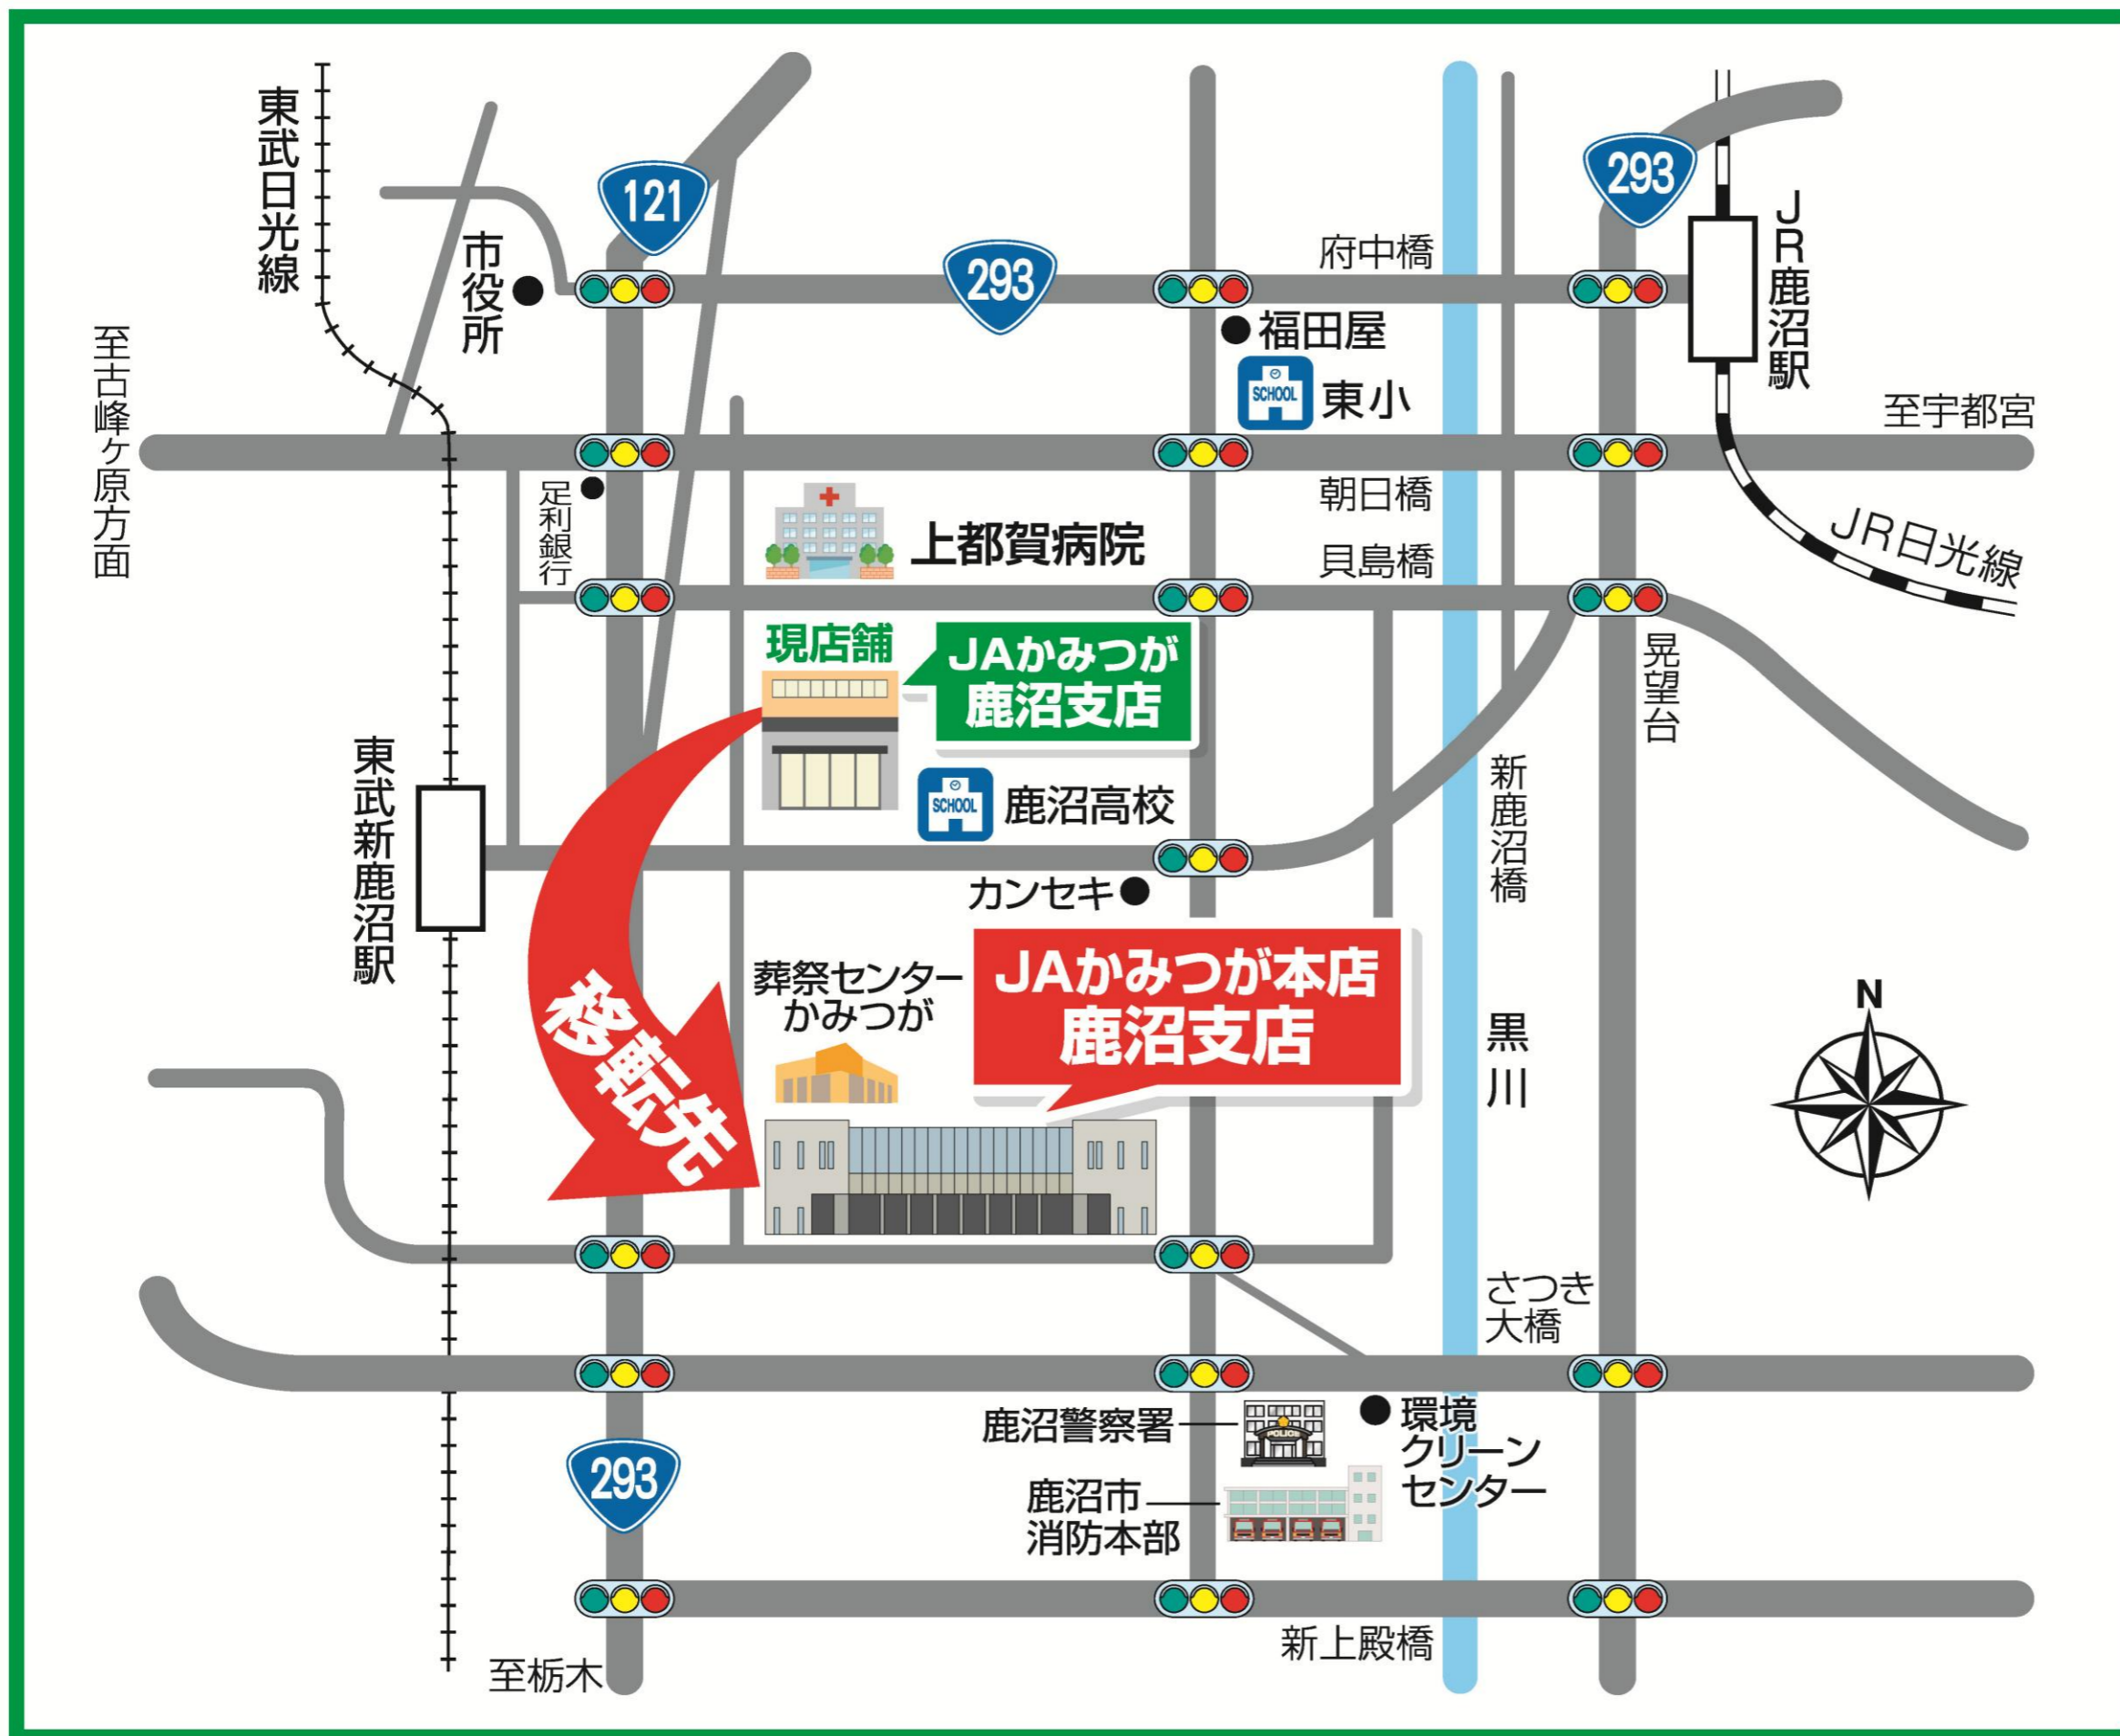 東武日光線
121
293
293
市役所
府中橋
JR鹿沼駅
福田屋
SCHOOL
東小
至古峰ヶ原方面
至宇都宮
足利銀行
上都賀病院
朝日橋
貝島橋
JR日光線
現店舗
JAかみつが
鹿沼支店
晃望台
東武新鹿沼駅
SCHOOL
鹿沼高校
新鹿沼橋
カンセキ
葬祭センター
かみつが
JAかみつが本店
鹿沼支店
移転先
黒川
N
さつき
大橋
鹿沼警察署
POLICE
環境
クリーン
センター
293
鹿沼市
消防本部
新上殿橋
至栃木